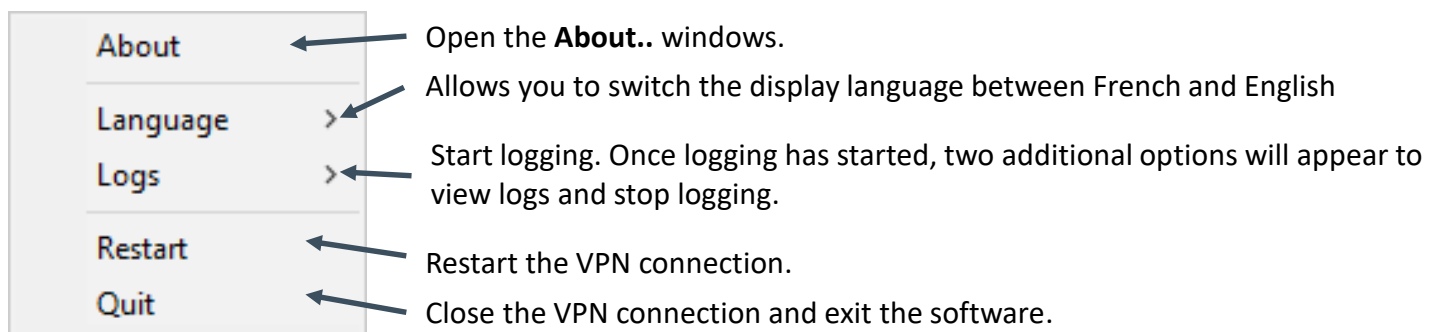 About
Open the About.. windows.
Allows you to switch the display language between French and English
Language
Start logging. Once logging has started, two additional options will appear to
Logs
view logs and stop logging.
Restart
Restart the VPN connection.
Quit
Close the VPN connection and exit the software.